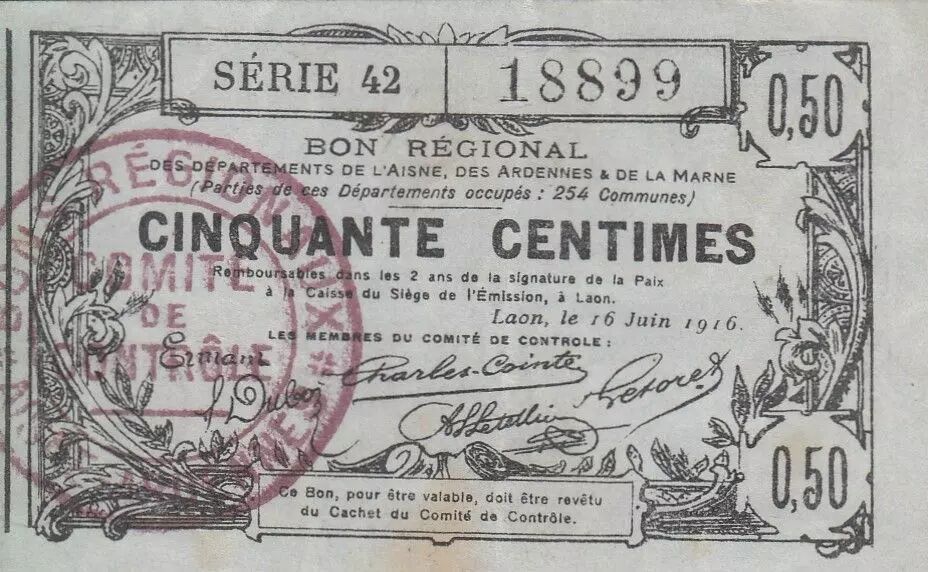 SÉRIE 42
18899
0,50
BON RÉGIONAL
DES DÉPARTEMENTS DE L'AISNE, DES ARDENNES & DE LA MARNE
(Parties de ces Départements occupés : 254 Communes)
CINQUANTE CENTIMES
Remboursables dans les 2 ans de la signature de la Paix
à la Caisse du Siège de l'Émission, à Laon.
Laon, le 16 Juin 1916.
LES MEMBRES DU COMITÉ DE CONTROLE :
Ermant
Charles-Cointe
Duboz
COMITÉ
DE
CONTRÔLE
0,50
Ce Bon, pour être valable, doit être revêtu
du Cachet du Comité de Contrôle.